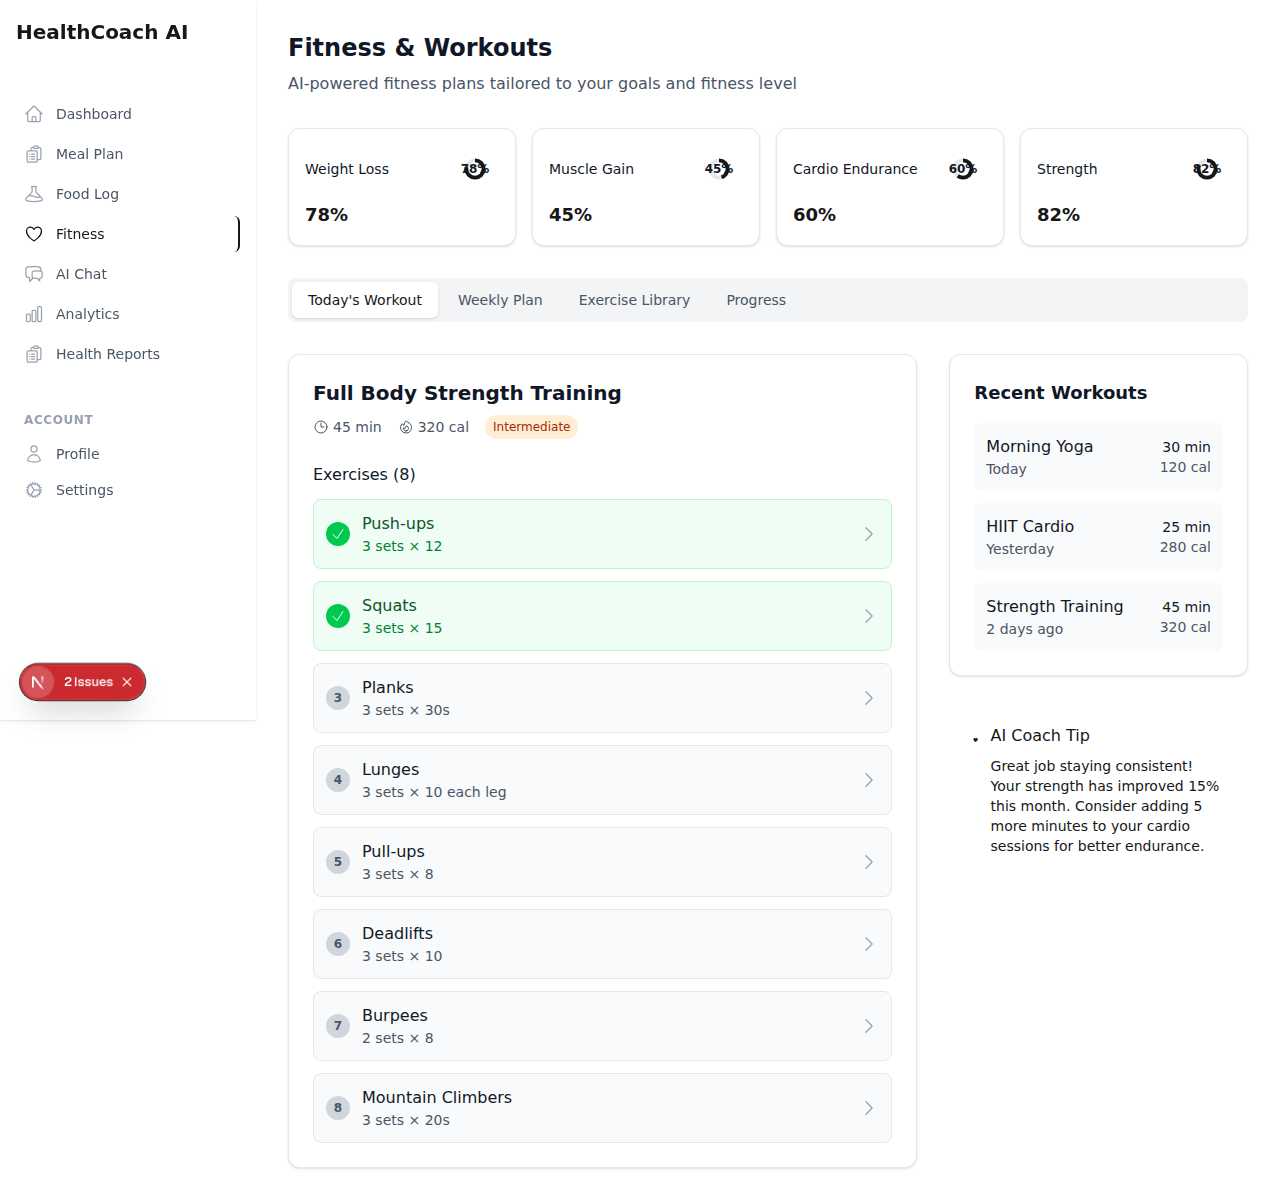 HealthCoach AI
Dashboard
Meal Plan
Food Log
Fitness
AI Chat
Analytics
Health Reports
ACCOUNT
Profile
Settings
2 Issues
Fitness & Workouts
AI-powered fitness plans tailored to your goals and fitness level
Weight Loss 78%
78%
Muscle Gain 45%
45%
Cardio Endurance 60%
60%
Strength 82%
82%
Today's Workout Weekly Plan Exercise Library Progress
Full Body Strength Training
45 min 320 cal Intermediate
Exercises (8)
Push-ups
3 sets × 12
Squats
3 sets × 15
3 Planks
3 sets × 30s
4 Lunges
3 sets × 10 each leg
5 Pull-ups
3 sets × 8
6 Deadlifts
3 sets × 10
7 Burpees
2 sets × 8
8 Mountain Climbers
3 sets × 20s
Recent Workouts
Morning Yoga 30 min
Today 120 cal
HIIT Cardio 25 min
Yesterday 280 cal
Strength Training 45 min
2 days ago 320 cal
AI Coach Tip
Great job staying consistent!
Your strength has improved 15%
this month. Consider adding 5
more minutes to your cardio
sessions for better endurance.